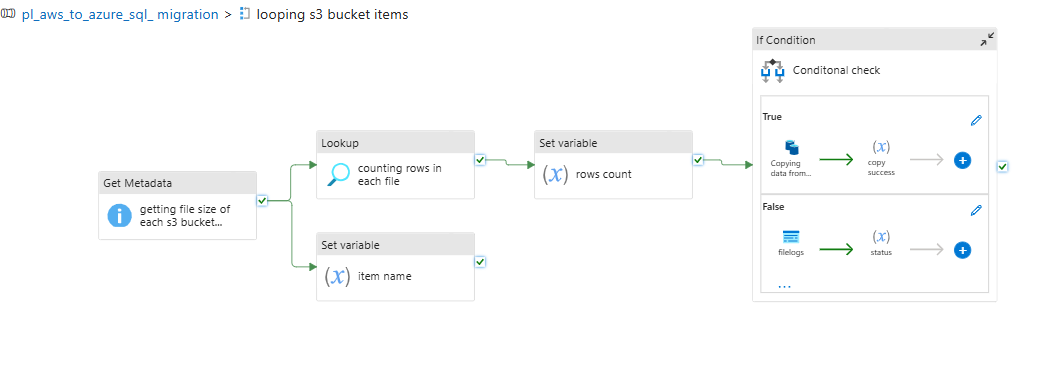 pl_aws_to_azure_sql_ migration > looping s3 bucket items
If Condition
Conditonal check
True
Copying
data from...
(x)
copy
success
False
filelogs
(x)
status
...
Lookup
counting rows in
each file
Set variable
(x) rows count
Get Metadata
getting file size of
each s3 bucket...
Set variable
(x) item name